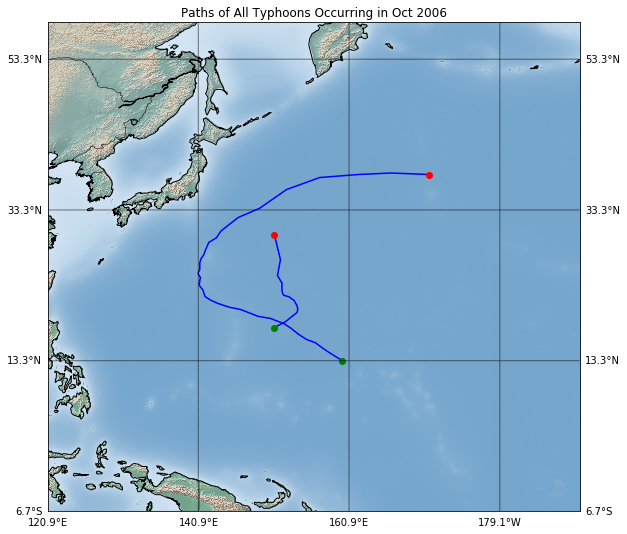 Paths of All Typhoons Occurring in Oct 2006
53.3°N 53.3°N
33.3°N 33.3°N
13.3°N 13.3°N
6.7°S 6.7°S
120.9°E 140.9°E 160.9°E 179.1°W